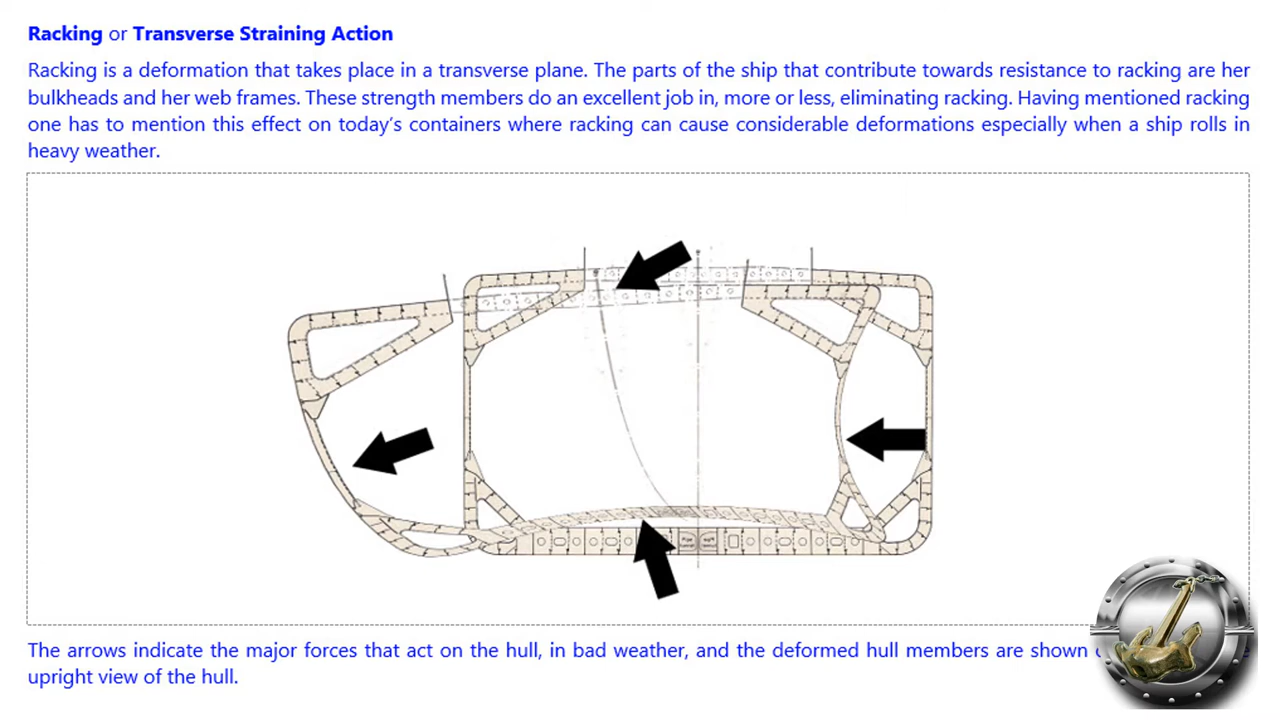 Racking or Transverse Straining Action
Racking is a deformation that takes place in a transverse plane. The parts of the ship that contribute towards resistance to racking are her
bulkheads and her web frames. These strength members do an excellent job in, more or less, eliminating racking. Having mentioned racking
one has to mention this effect on today's containers where racking can cause considerable deformations especially when a ship rolls in
heavy weather.
The arrows indicate the major forces that act on the hull, in bad weather, and the deformed hull members are shown
upright view of the hull.